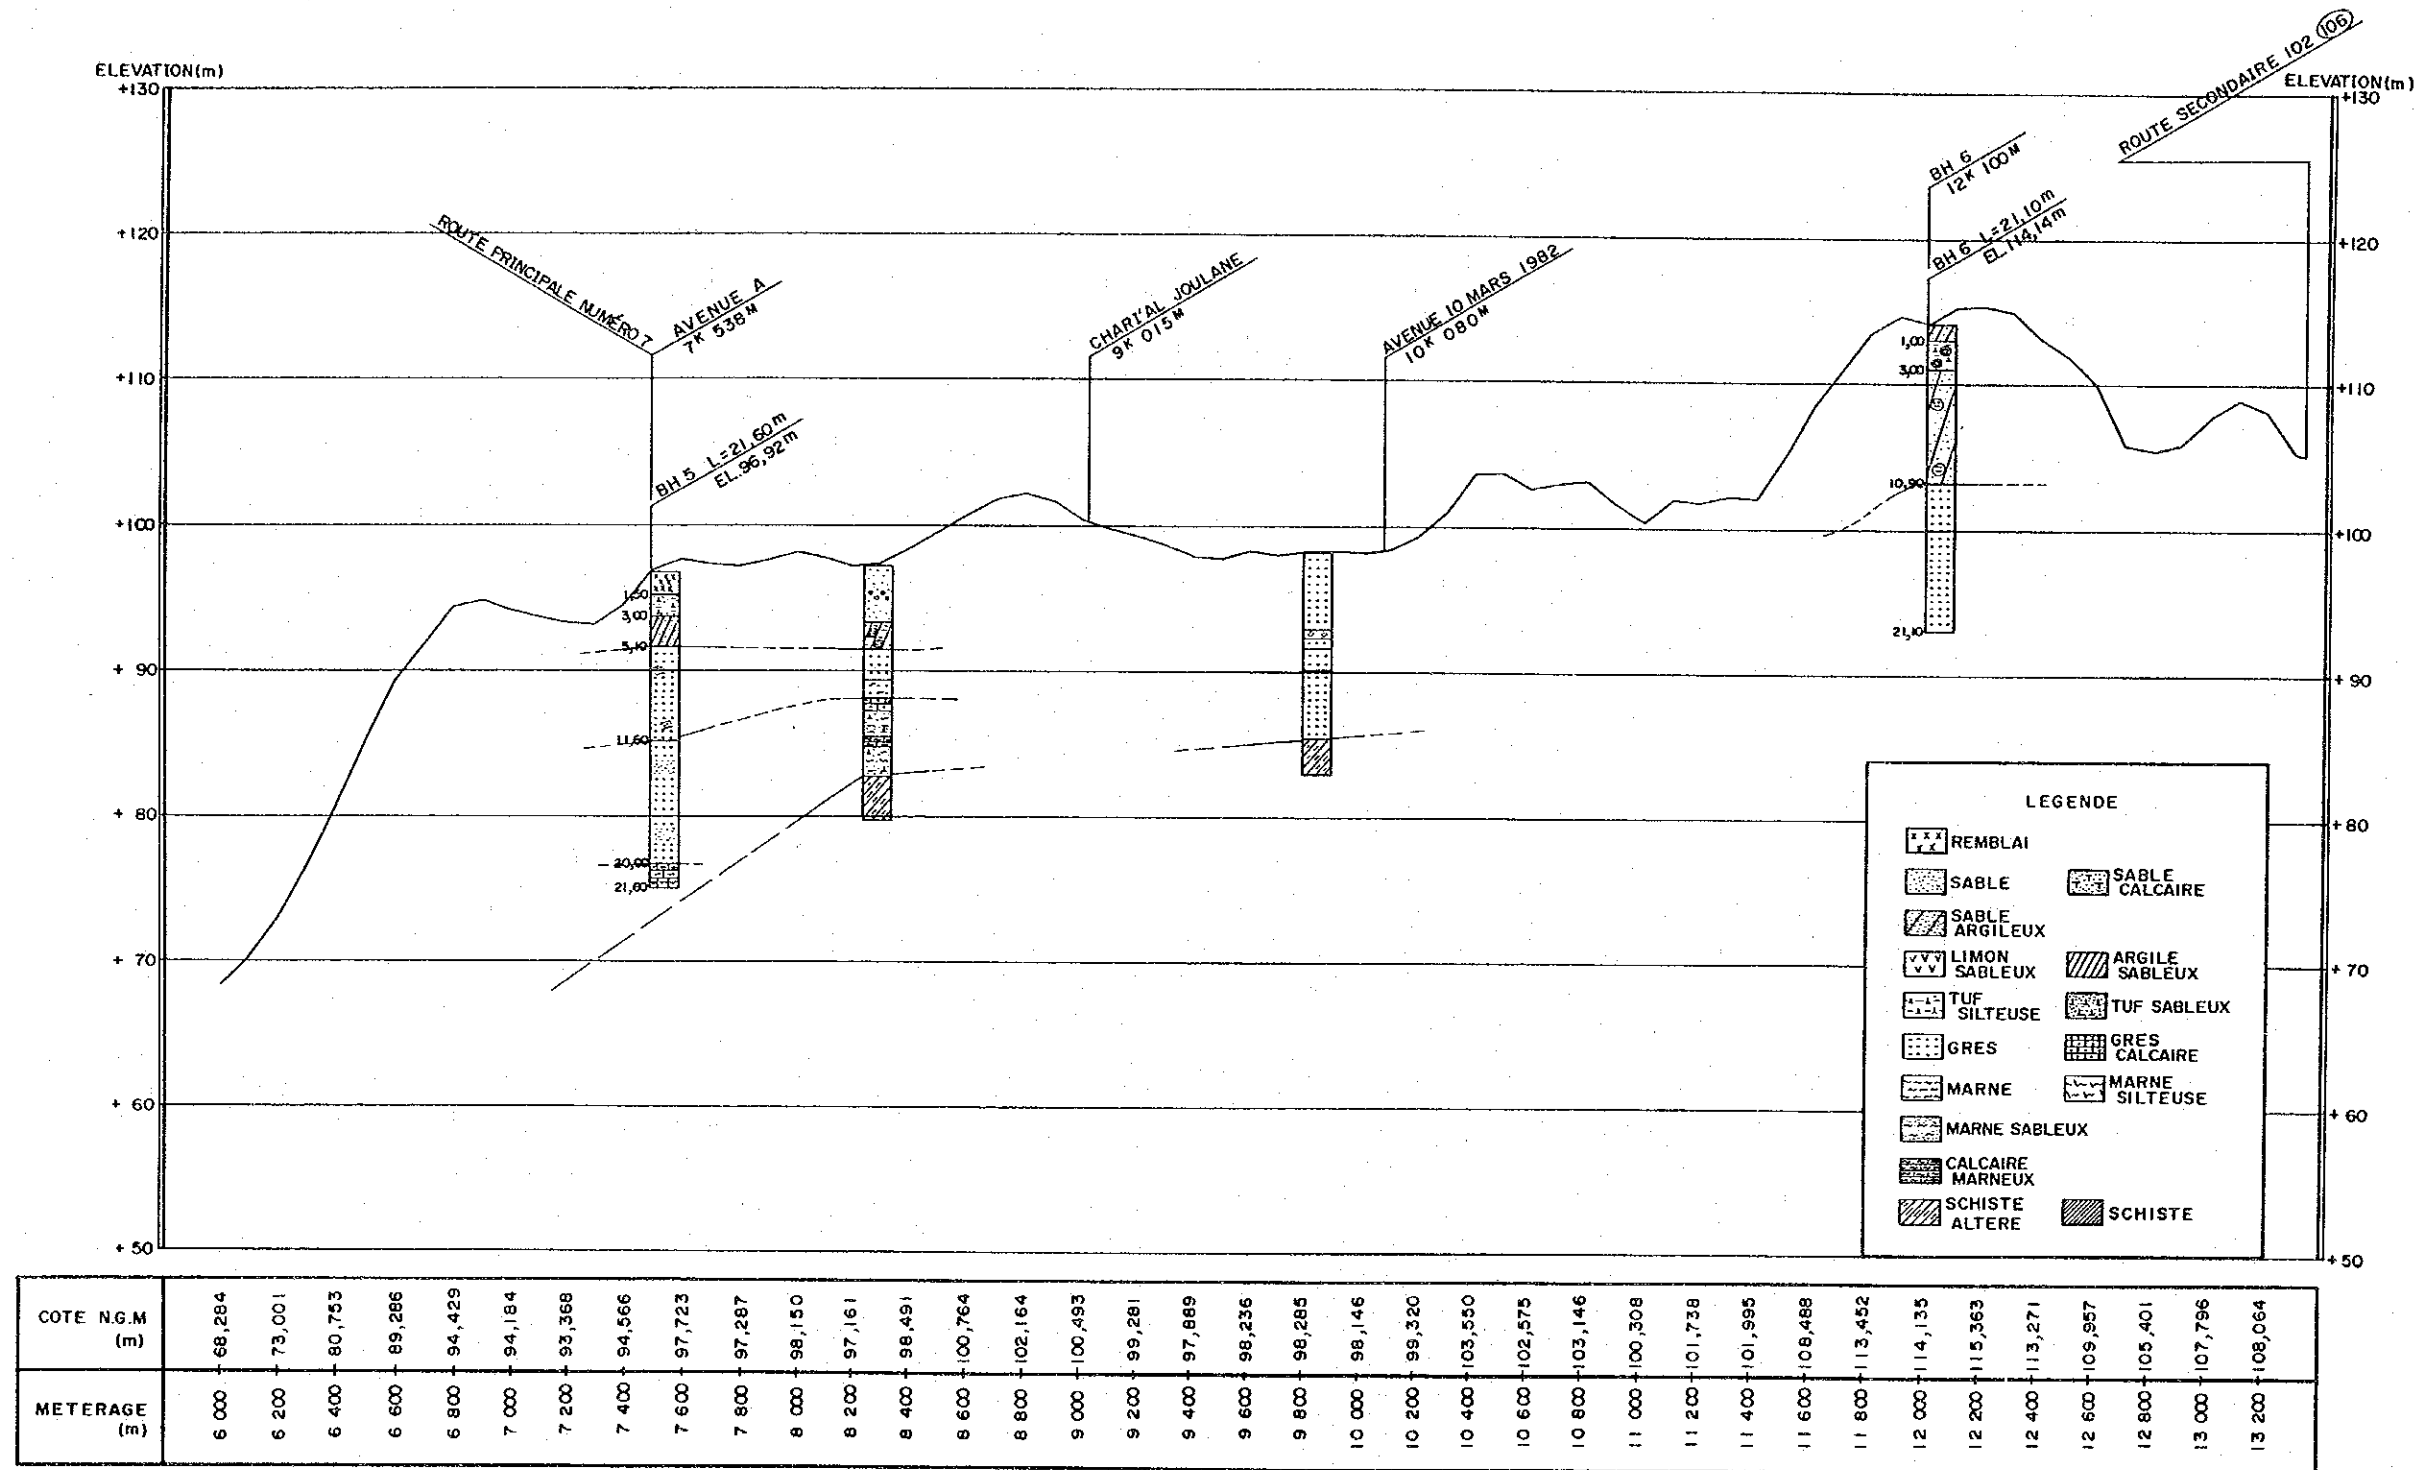 ELEVATION(m)
+130
+120
+110
+100
+ 90
+ 80
+ 70
+ 60
+ 50
ROUTE PRINCIPALE NUMÉRO 7
AVENUE A
7K 538M
BH 5 L=21,60m
EL.96,92m
3,00
5,10
11,60
20,00
21,60
CHARI'AL JOULANE
9K 015M
AVENUE 10 MARS 1982
10K 080M
BH 6
12K 100M
BH 6 L=21,10m
EL.114,14m
1,00
3,00
10,90
21,10
ROUTE SECONDAIRE 102 106
ELEVATION(m)
+130
+120
+110
+100
+ 90
+ 80
+ 70
+ 60
+ 50
LEGENDE
REMBLAI
SABLE
SABLE
CALCAIRE
SABLE
ARGILEUX
LIMON
SABLEUX
ARGILE
SABLEUX
TUF
SILTEUSE
TUF SABLEUX
GRES
GRES
CALCAIRE
MARNE
MARNE
SILTEUSE
MARNE SABLEUX
CALCAIRE
MARNEUX
SCHISTE
ALTERE
SCHISTE
COTE N.G.M
(m)
68,284
73,001
80,753
89,286
94,429
94,184
93,368
94,566
97,723
97,287
98,150
97,161
98,491
100,764
102,164
100,493
99,281
97,889
98,236
98,285
98,146
99,320
103,550
102,575
103,146
100,308
101,738
101,995
108,488
113,452
114,135
115,363
113,271
109,957
105,401
107,796
108,064
METERAGE
(m)
6 000
6 200
6 400
6 600
6 800
7 000
7 200
7 400
7 600
7 800
8 000
8 200
8 400
8 600
8 800
9 000
9 200
9 400
9 600
9 800
10 000
10 200
10 400
10 600
10 800
11 000
11 200
11 400
11 600
11 800
12 000
12 200
12 400
12 600
12 800
13 000
13 200